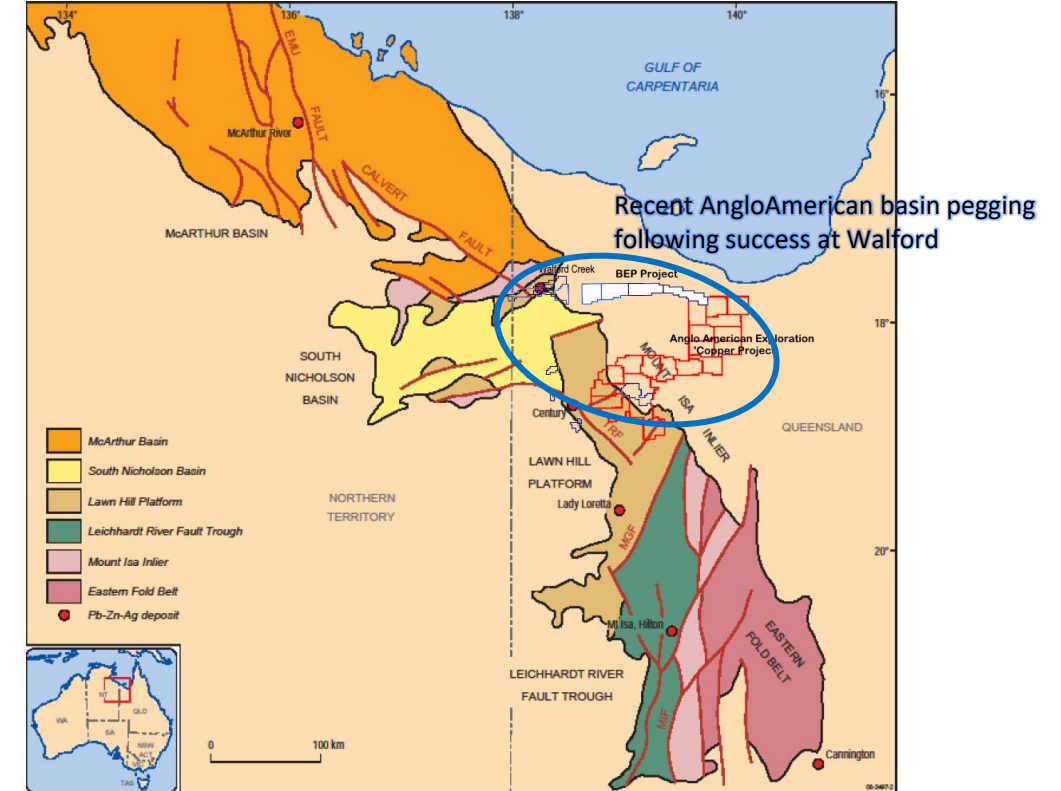 134°
136°
138°
140°
GULF OF
CARPENTARIA
16°
EMU
FAULT
McArthur River
CALVERT
FAULT
Recent AngloAmerican basin pegging
following success at Walford
McARTHUR BASIN
Walford Creek
BEP Project
18°
Anglo American Exploration
'Copper Project'
SOUTH
NICHOLSON
BASIN
MOUNT
ISA
INLIER
Century
TRF
QUEENSLAND
McArthur Basin
South Nicholson Basin
Lawn Hill Platform
Leichhardt River Fault Trough
Mount Isa Inlier
Eastern Fold Belt
Pb-Zn-Ag deposit
LAWN HILL
PLATFORM
NORTHERN
TERRITORY
Lady Loretta
MGF
20°
Mt Isa, Hilton
EASTERN
FOLD BELT
LEICHHARDT RIVER
FAULT TROUGH
MIF
Cannington
NT
QLD
WA
SA
NSW
ACT
TAS
0
100 km